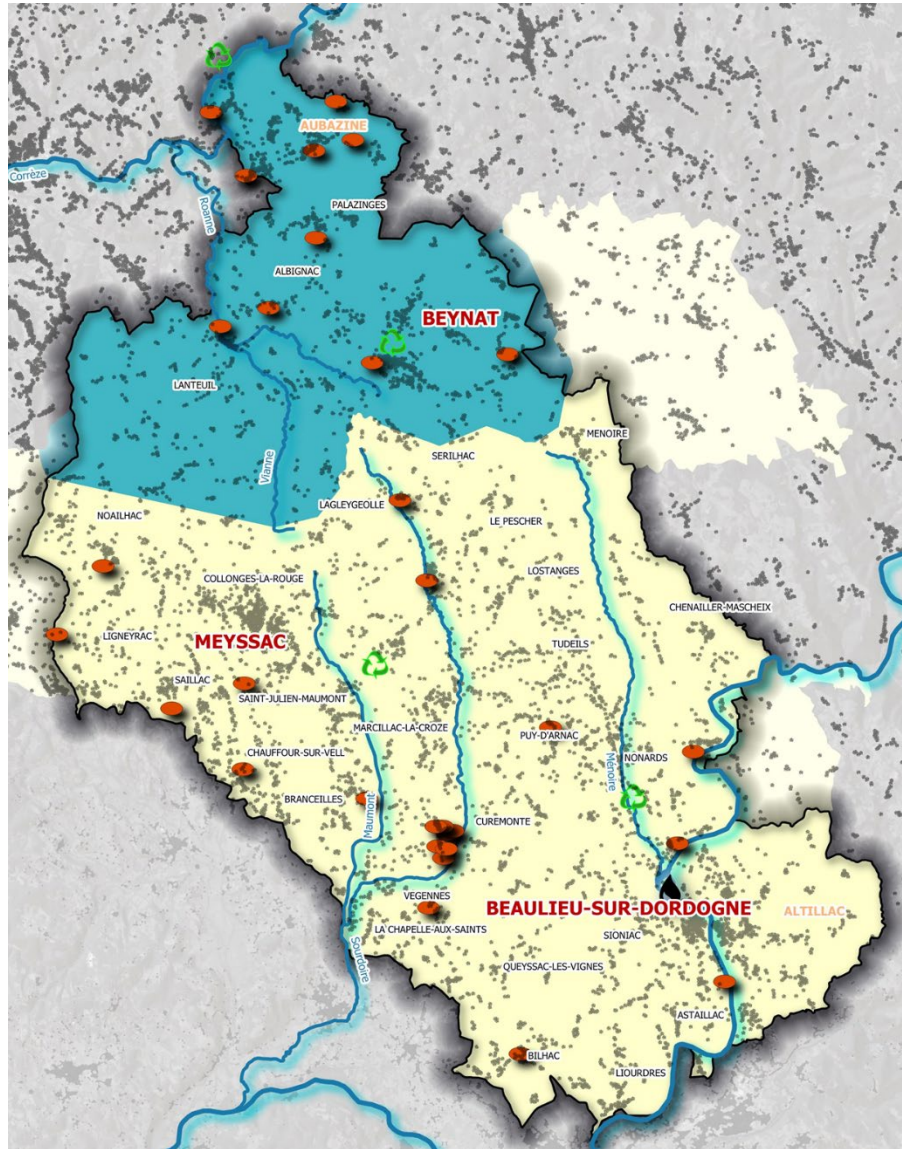 AUBAZINE
Corrèze
Roanne
PALAZINGES
ALBIGNAC
BEYNAT
LANTEUIL
MENOIRE
SERILHAC
Vianne
LAGLEYGEOLLE
NOAILHAC
LE PESCHER
COLLONGES-LA-ROUGE
LOSTANGES
CHENAILLER-MASCHEIX
LIGNEYRAC
MEYSSAC
TUDEILS
SAILLAC
SAINT-JULIEN-MAUMONT
MARCILLAC-LA-CROZE
PUY-D'ARNAC
CHAUFFOUR-SUR-VELL
NONARDS
Ménoire
BRANCEILLES
Maumont
CUREMONTE
VEGENNES
BEAULIEU-SUR-DORDOGNE
ALTILLAC
LA CHAPELLE-AUX-SAINTS
SIONIAC
Sourdoire
QUEYSSAC-LES-VIGNES
ASTAILLAC
BILHAC
LIOURDRES